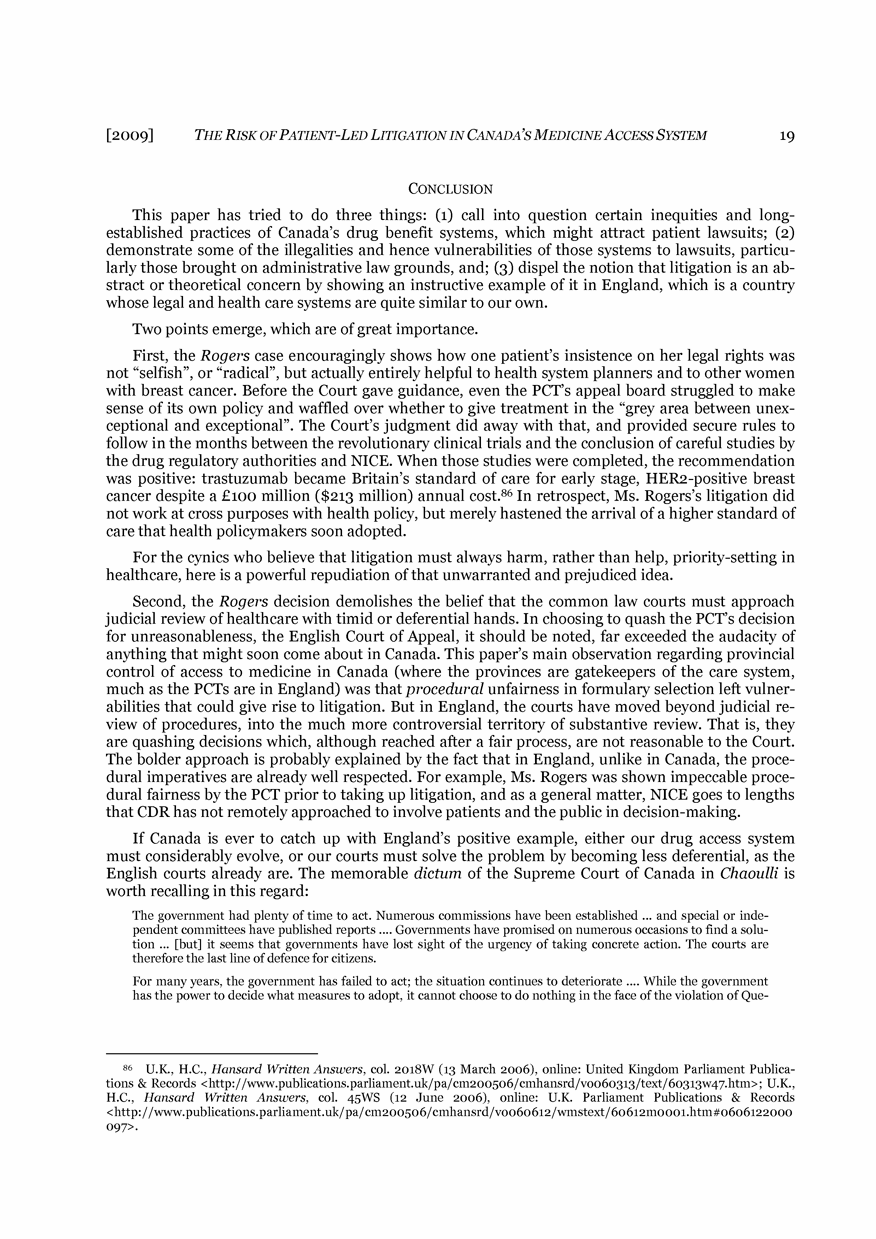 [2009] THE RISK OF PATIENT-LED LITIGATION IN CANADA'S MEDICINE ACCESS SYSTEM 19
CONCLUSION
This paper has tried to do three things: (1) call into question certain inequities and long-
established practices of Canada's drug benefit systems, which might attract patient lawsuits; (2)
demonstrate some of the illegalities and hence vulnerabilities of those systems to lawsuits, particu-
larly those brought on administrative law grounds, and; (3) dispel the notion that litigation is an ab-
stract or theoretical concern by showing an instructive example of it in England, which is a country
whose legal and health care systems are quite similar to our own.
Two points emerge, which are of great importance.
First, the Rogers case encouragingly shows how one patient's insistence on her legal rights was
not “selfish”, or “radical”, but actually entirely helpful to health system planners and to other women
with breast cancer. Before the Court gave guidance, even the PCT's appeal board struggled to make
sense of its own policy and waffled over whether to give treatment in the “grey area between unex-
ceptional and exceptional”. The Court's judgment did away with that, and provided secure rules to
follow in the months between the revolutionary clinical trials and the conclusion of careful studies by
the drug regulatory authorities and NICE. When those studies were completed, the recommendation
was positive: trastuzumab became Britain's standard of care for early stage, HER2-positive breast
cancer despite a £100 million ($213 million) annual cost.86 In retrospect, Ms. Rogers's litigation did
not work at cross purposes with health policy, but merely hastened the arrival of a higher standard of
care that health policymakers soon adopted.
For the cynics who believe that litigation must always harm, rather than help, priority-setting in
healthcare, here is a powerful repudiation of that unwarranted and prejudiced idea.
Second, the Rogers decision demolishes the belief that the common law courts must approach
judicial review of healthcare with timid or deferential hands. In choosing to quash the PCT's decision
for unreasonableness, the English Court of Appeal, it should be noted, far exceeded the audacity of
anything that might soon come about in Canada. This paper's main observation regarding provincial
control of access to medicine in Canada (where the provinces are gatekeepers of the care system,
much as the PCTs are in England) was that procedural unfairness in formulary selection left vulner-
abilities that could give rise to litigation. But in England, the courts have moved beyond judicial re-
view of procedures, into the much more controversial territory of substantive review. That is, they
are quashing decisions which, although reached after a fair process, are not reasonable to the Court.
The bolder approach is probably explained by the fact that in England, unlike in Canada, the proce-
dural imperatives are already well respected. For example, Ms. Rogers was shown impeccable proce-
dural fairness by the PCT prior to taking up litigation, and as a general matter, NICE goes to lengths
that CDR has not remotely approached to involve patients and the public in decision-making.
If Canada is ever to catch up with England's positive example, either our drug access system
must considerably evolve, or our courts must solve the problem by becoming less deferential, as the
English courts already are. The memorable dictum of the Supreme Court of Canada in Chaoulli is
worth recalling in this regard:
The government had plenty of time to act. Numerous commissions have been established ... and special or inde-
pendent committees have published reports .... Governments have promised on numerous occasions to find a solu-
tion ... [but] it seems that governments have lost sight of the urgency of taking concrete action. The courts are
therefore the last line of defence for citizens.
For many years, the government has failed to act; the situation continues to deteriorate .... While the government
has the power to decide what measures to adopt, it cannot choose to do nothing in the face of the violation of Que-
86 U.K., H.C., Hansard Written Answers, col. 2018W (13 March 2006), online: United Kingdom Parliament Publica-
tions & Records <http://www.publications.parliament.uk/pa/cm200506/cmhansrd/vo060313/text/60313w47.htm>; U.K.,
H.C., Hansard Written Answers, col. 45WS (12 June 2006), online: U.K. Parliament Publications & Records
<http://www.publications.parliament.uk/pa/cm200506/cmhansrd/vo060612/wmstext/60612m0001.htm#0606122000
097>.